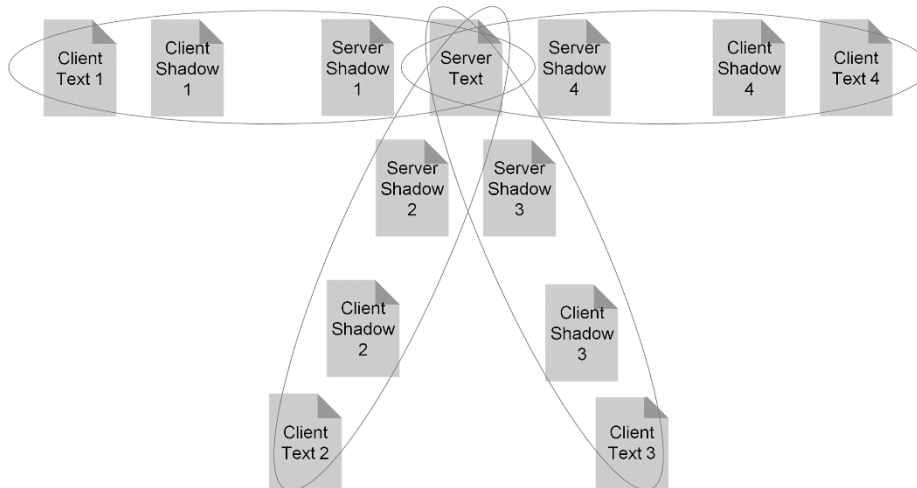 Client
Text 1
Client
Shadow
1
Server
Shadow
1
Server
Text
Server
Shadow
4
Client
Shadow
4
Client
Text 4
Server
Shadow
2
Server
Shadow
3
Client
Shadow
2
Client
Shadow
3
Client
Text 2
Client
Text 3